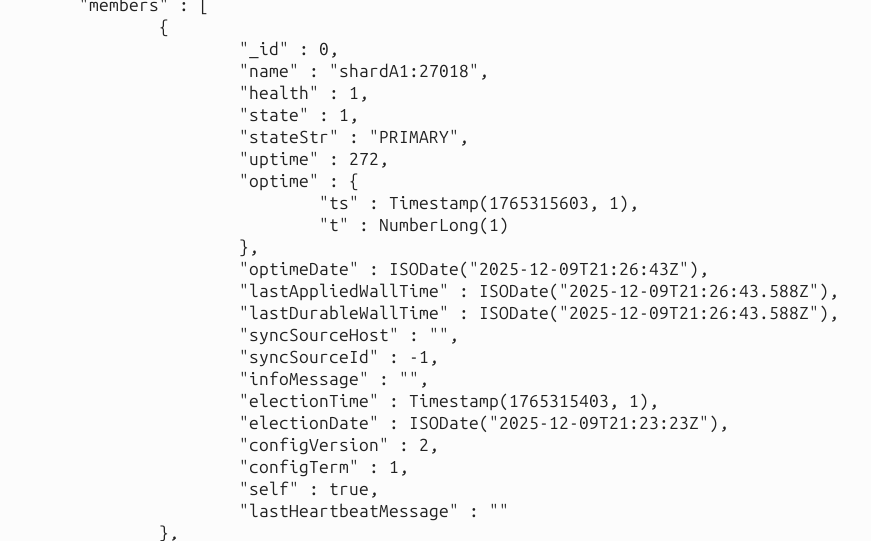 "members" : [
{
"_id" : 0,
"name" : "shardA1:27018",
"health" : 1,
"state" : 1,
"stateStr" : "PRIMARY",
"uptime" : 272,
"optime" : {
"ts" : Timestamp(1765315603, 1),
"t" : NumberLong(1)
},
"optimeDate" : ISODate("2025-12-09T21:26:43Z"),
"lastAppliedWallTime" : ISODate("2025-12-09T21:26:43.588Z"),
"lastDurableWallTime" : ISODate("2025-12-09T21:26:43.588Z"),
"syncSourceHost" : "",
"syncSourceId" : -1,
"infoMessage" : "",
"electionTime" : Timestamp(1765315403, 1),
"electionDate" : ISODate("2025-12-09T21:23:23Z"),
"configVersion" : 2,
"configTerm" : 1,
"self" : true,
"lastHeartbeatMessage" : ""
},